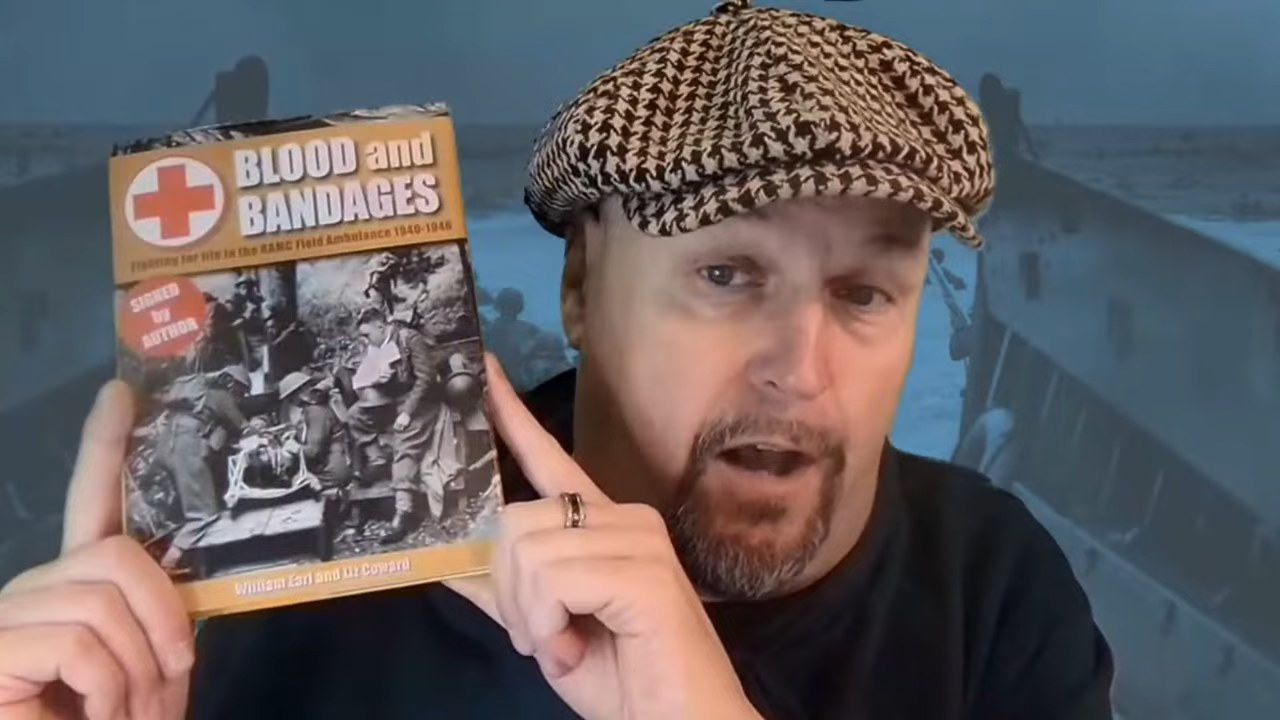 BLOOD and
BANDAGES
Fighting for life in the RAMC Field Ambulance 1940-1946
SIGNED
by
AUTHOR
William Earl and Liz Coward